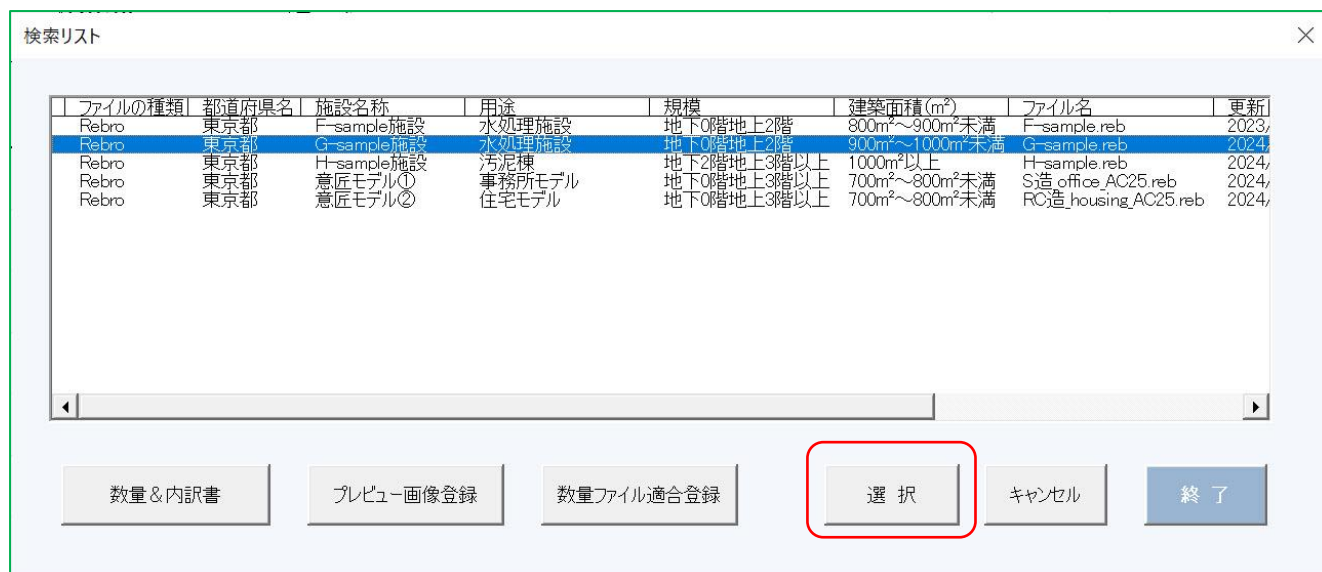 検索リスト
ファイルの種類 都道府県名 施設名称 用途 規模 建築面積(m²) ファイル名 更新
Rebro 東京都 F-sample施設 水処理施設 地下0階地上2階 800m²～900m²未満 F-sample.reb 2023/
Rebro 東京都 G-sample施設 水処理施設 地下0階地上2階 900m²～1000m²未満 G-sample.reb 2024/
Rebro 東京都 H-sample施設 汚泥棟 地下2階地上3階以上 1000m²以上 H-sample.reb 2024/
Rebro 東京都 意匠モデル① 事務所モデル 地下0階地上3階以上 700m²～800m²未満 S造 office_AC25.reb 2024/
Rebro 東京都 意匠モデル② 住宅モデル 地下0階地上3階以上 700m²～800m²未満 RC造_housing_AC25.reb 2024/
数量＆内訳書 プレビュー画像登録 数量ファイル適合登録 選 択 キャンセル 終 了